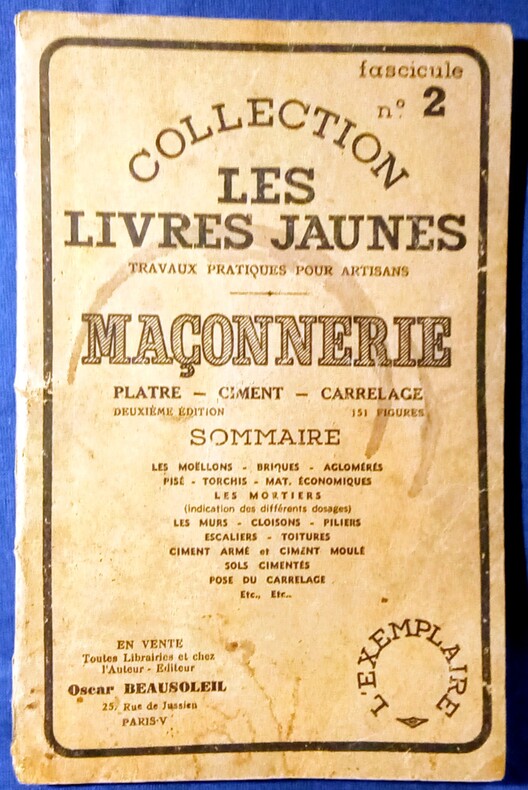 fascicule
n° 2
COLLECTION
LES
LIVRES JAUNES
TRAVAUX PRATIQUES POUR ARTISANS
MAÇONNERIE
PLATRE — CIMENT — CARRELAGE
DEUXIÈME ÉDITION 151 FIGURES
SOMMAIRE
LES MOËLLONS - BRIQUES - AGLOMÉRÉS
PISÉ - TORCHIS - MAT. ÉCONOMIQUES
LES MORTIERS
(indication des différents dosages)
LES MURS - CLOISONS - PILIERS
ESCALIERS - TOITURES
CIMENT ARMÉ et CIMENT MOULÉ
SOLS CIMENTÉS
POSE DU CARRELAGE
Etc., Etc..
EN VENTE
Toutes Librairies et chez
l'Auteur - Editeur
Oscar BEAUSOLEIL
25, Rue de Jussieu
PARIS-V
L'EXEMPLAIRE